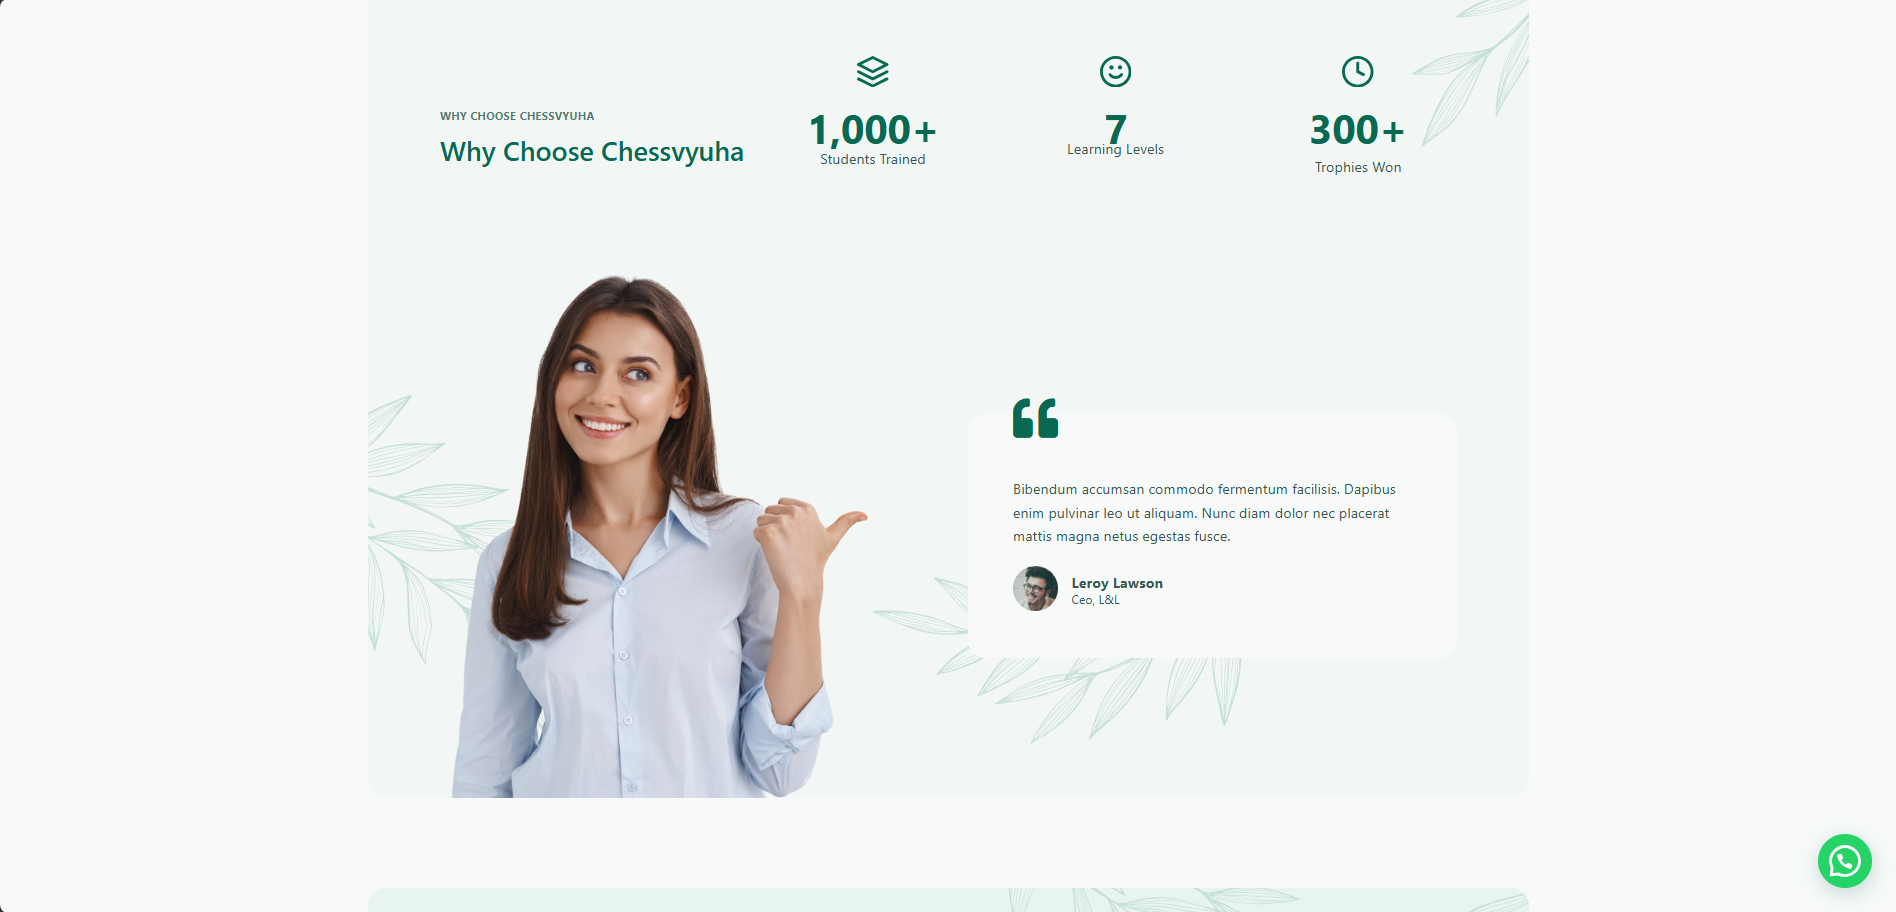 WHY CHOOSE CHESSVYUHA
Why Choose Chessvyuha
1,000+
Students Trained
7
Learning Levels
300+
Trophies Won
Bibendum accumsan commodo fermentum facilisis. Dapibus
enim pulvinar leo ut aliquam. Nunc diam dolor nec placerat
mattis magna netus egestas fusce.
Leroy Lawson
Ceo, L&L